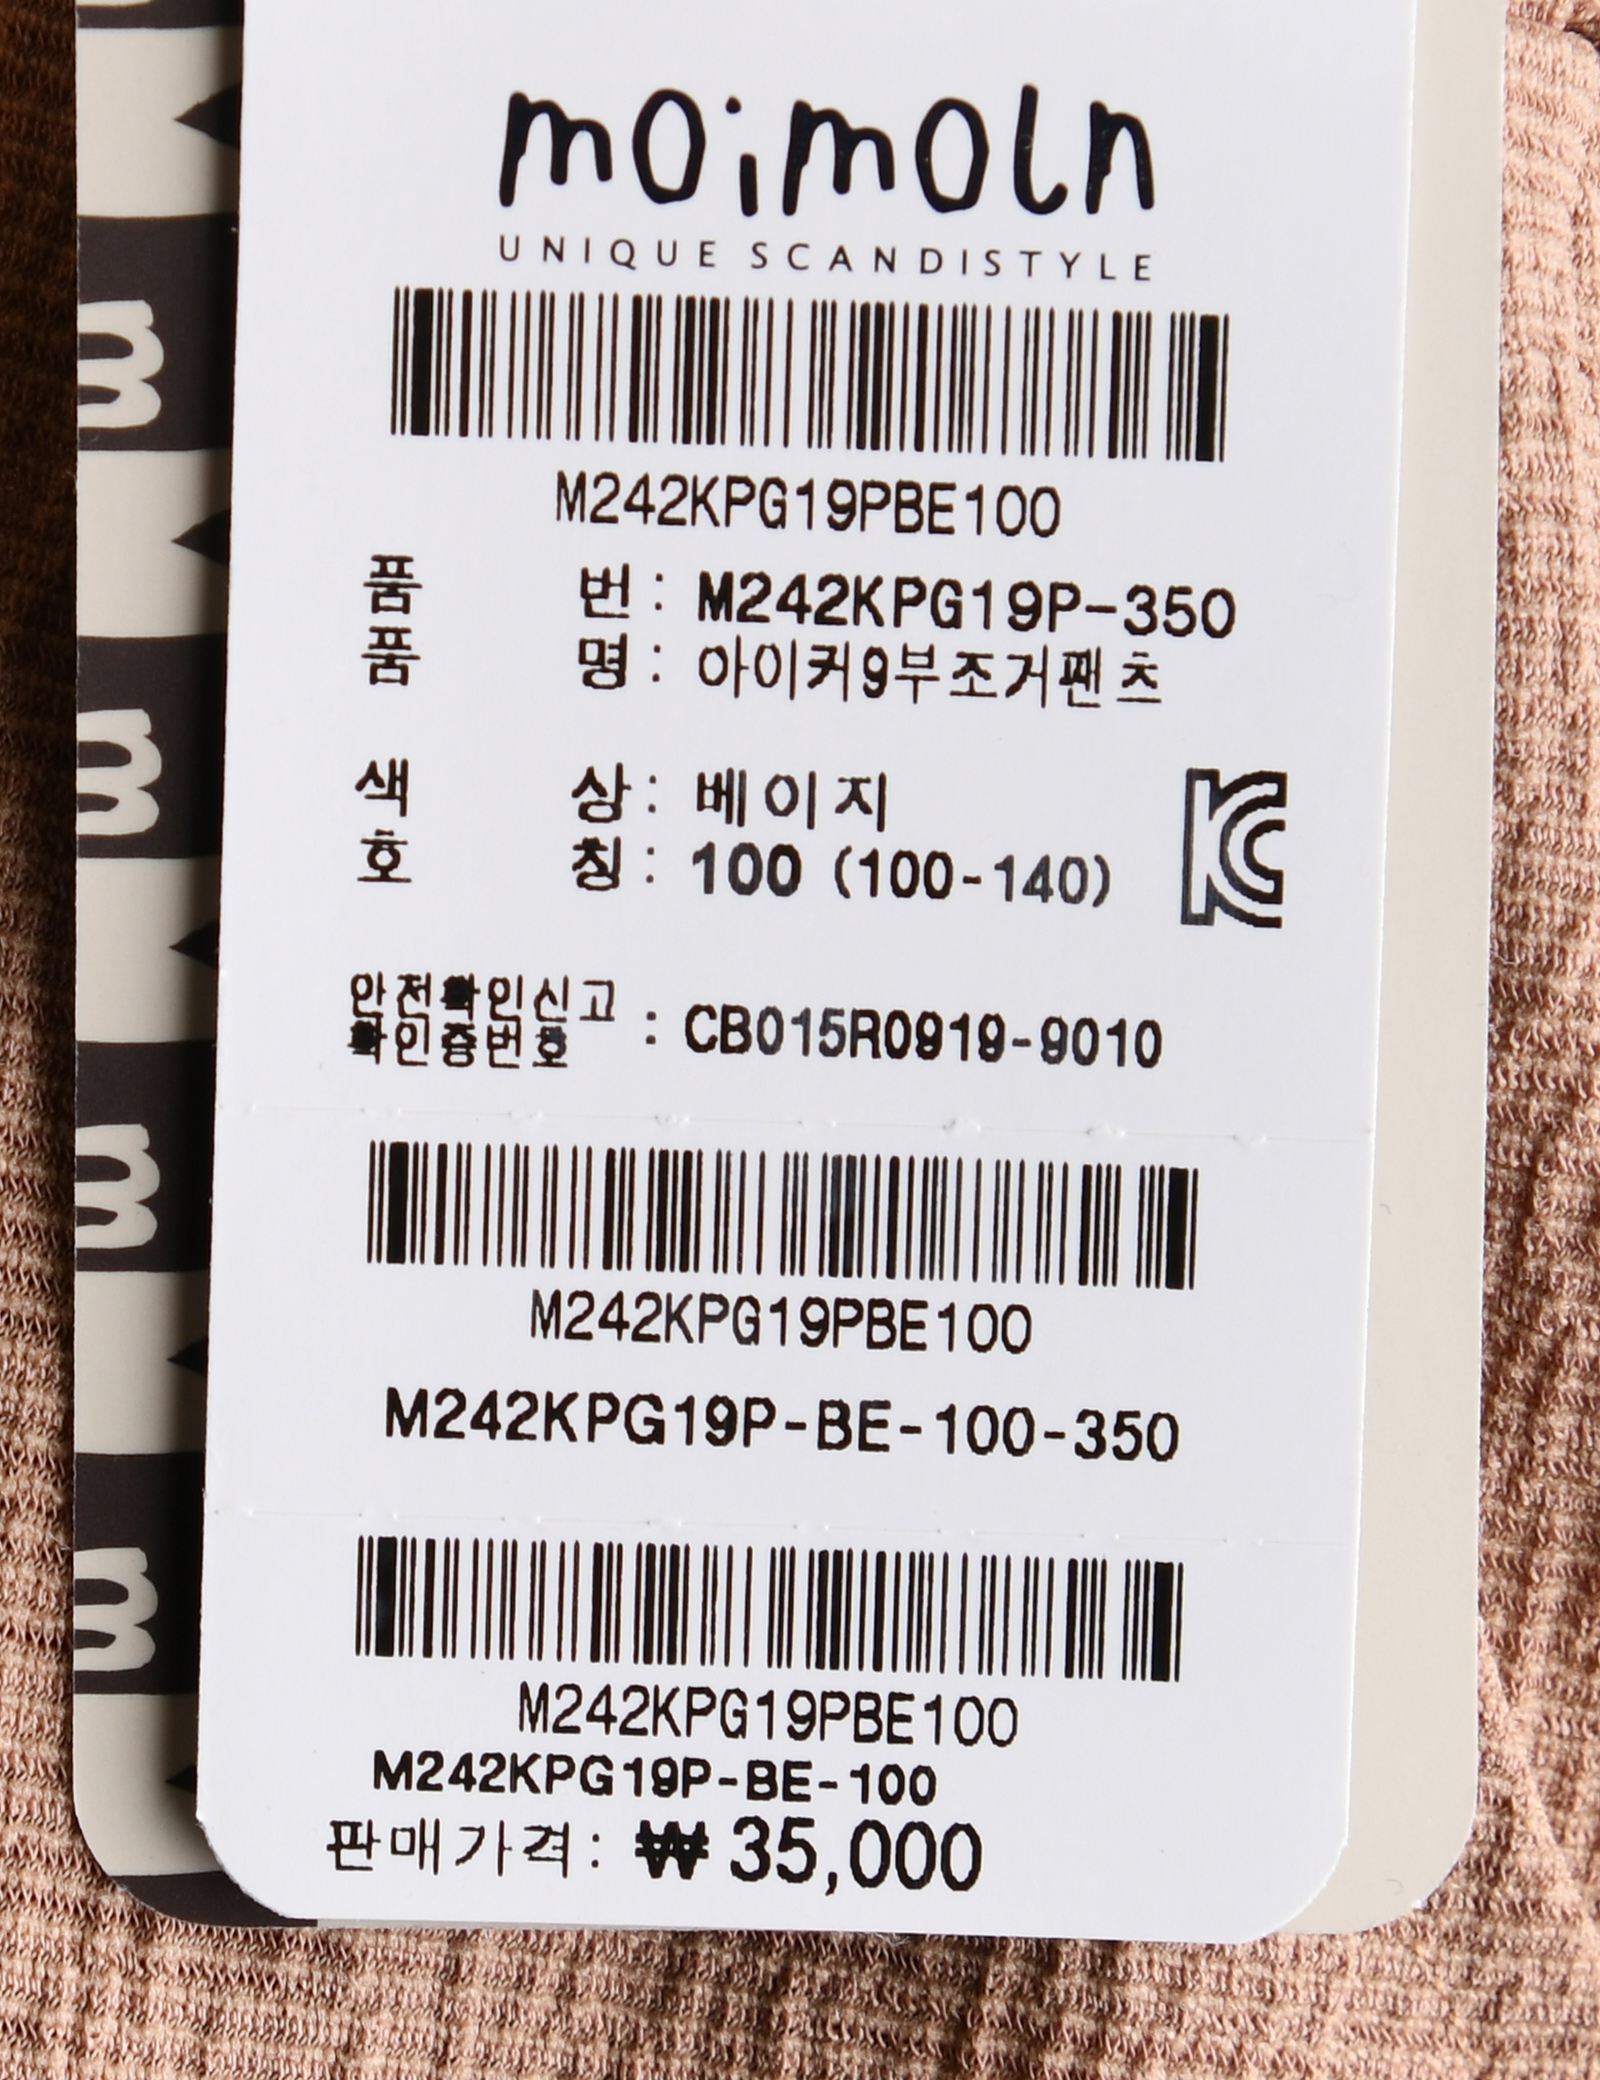 moimoln
UNIQUE SCANDISTYLE
M242KPG19PBE100
품 번 : M242KPG19P-350
품 명 : 아이커9부조거팬츠
색 상 : 베이지
호 칭 : 100 (100-140)
안전확인신고
확인증번호 : CB015R0919-9010
M242KPG19PBE100
M242KPG19P-BE-100-350
M242KPG19PBE100
M242KPG19P-BE-100
판매가격: ₩ 35,000